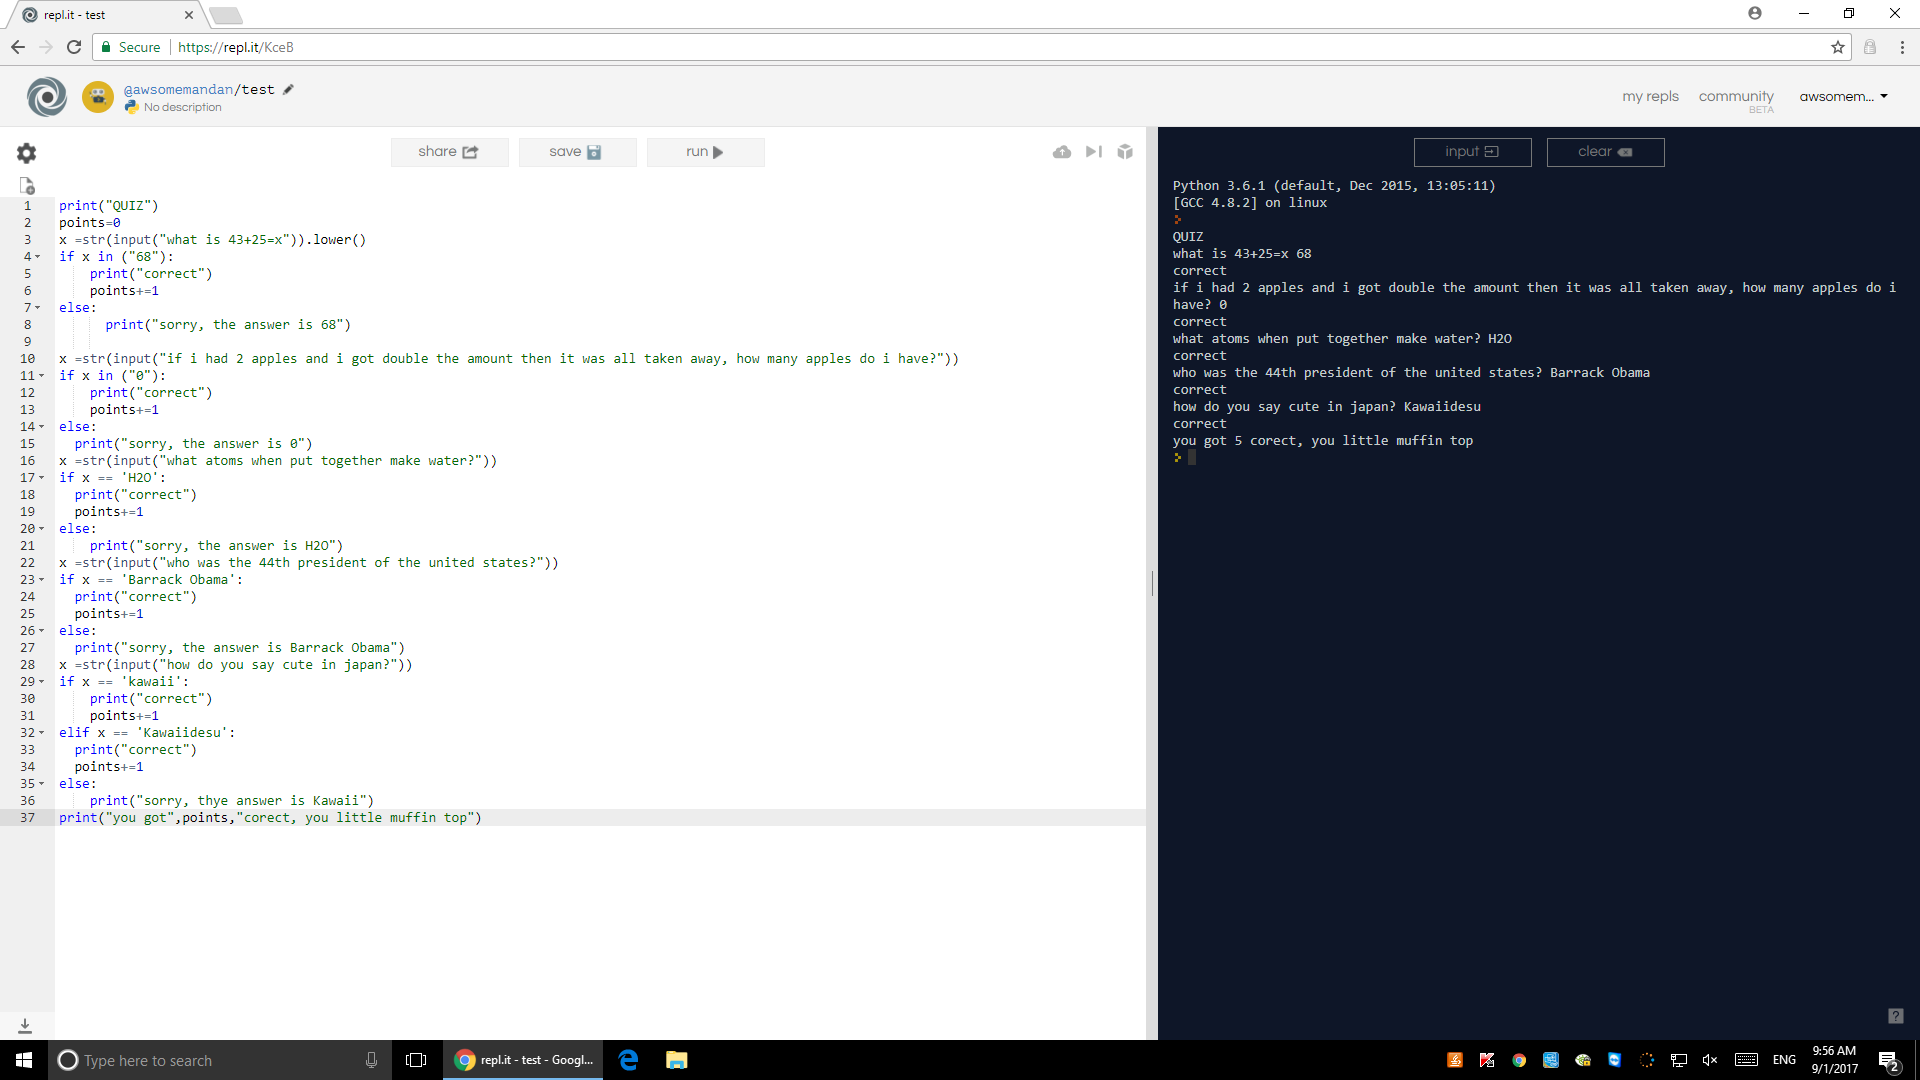 repl.it - test
Secure https://repl.it/KceB
@awsomemandan/test
No description
my repls community BETA awsomem...
share save run
input clear
1 print("QUIZ")
2 points=0
3 x =str(input("what is 43+25=x")).lower()
4 if x in ("68"):
5 print("correct")
6 points+=1
7 else:
8 print("sorry, the answer is 68")
9
10 x =str(input("if i had 2 apples and i got double the amount then it was all taken away, how many apples do i have?"))
11 if x in ("0"):
12 print("correct")
13 points+=1
14 else:
15 print("sorry, the answer is 0")
16 x =str(input("what atoms when put together make water?"))
17 if x == 'H2O':
18 print("correct")
19 points+=1
20 else:
21 print("sorry, the answer is H2O")
22 x =str(input("who was the 44th president of the united states?"))
23 if x == 'Barrack Obama':
24 print("correct")
25 points+=1
26 else:
27 print("sorry, the answer is Barrack Obama")
28 x =str(input("how do you say cute in japan?"))
29 if x == 'kawaii':
30 print("correct")
31 points+=1
32 elif x == 'Kawaiidesu':
33 print("correct")
34 points+=1
35 else:
36 print("sorry, thye answer is Kawaii")
37 print("you got",points,"corect, you little muffin top")
Python 3.6.1 (default, Dec 2015, 13:05:11)
[GCC 4.8.2] on linux
QUIZ
what is 43+25=x 68
correct
if i had 2 apples and i got double the amount then it was all taken away, how many apples do i
have? 0
correct
what atoms when put together make water? H2O
correct
who was the 44th president of the united states? Barrack Obama
correct
how do you say cute in japan? Kawaiidesu
correct
you got 5 corect, you little muffin top
?
Type here to search
repl.it - test - Googl...
ENG
9:56 AM
9/1/2017
2